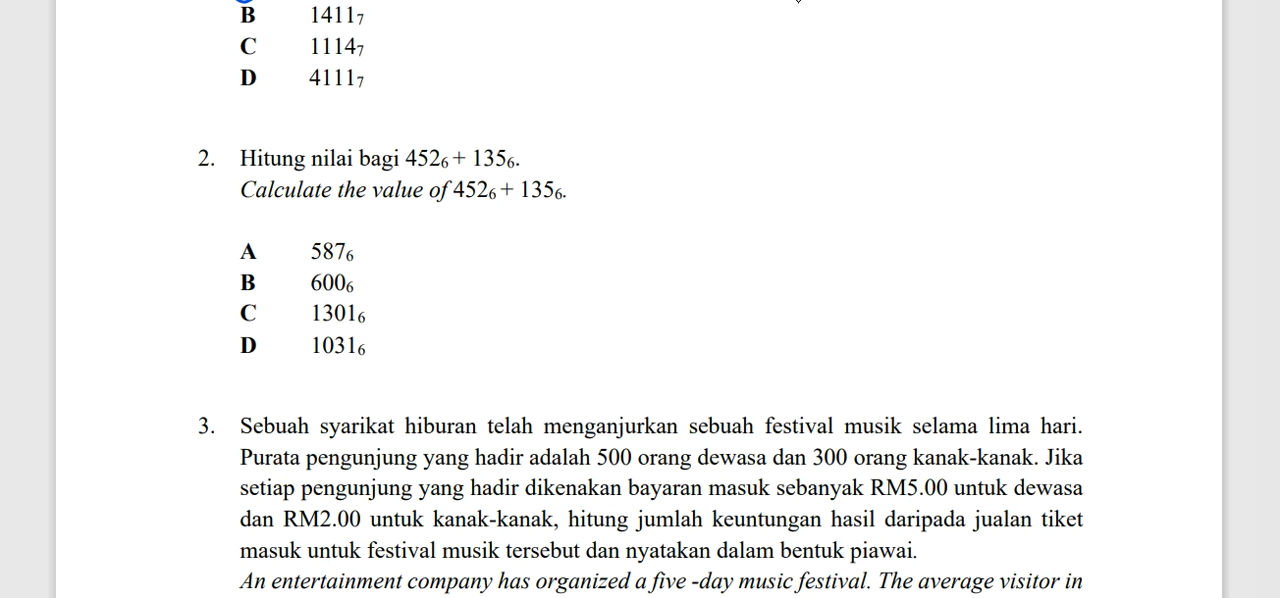 B 1411₇
C 1114₇
D 4111₇
2. Hitung nilai bagi 452₆ + 135₆.
Calculate the value of 452₆ + 135₆.
A 587₆
B 600₆
C 1301₆
D 1031₆
3. Sebuah syarikat hiburan telah menganjurkan sebuah festival musik selama lima hari.
Purata pengunjung yang hadir adalah 500 orang dewasa dan 300 orang kanak-kanak. Jika
setiap pengunjung yang hadir dikenakan bayaran masuk sebanyak RM5.00 untuk dewasa
dan RM2.00 untuk kanak-kanak, hitung jumlah keuntungan hasil daripada jualan tiket
masuk untuk festival musik tersebut dan nyatakan dalam bentuk piawai.
An entertainment company has organized a five -day music festival. The average visitor in